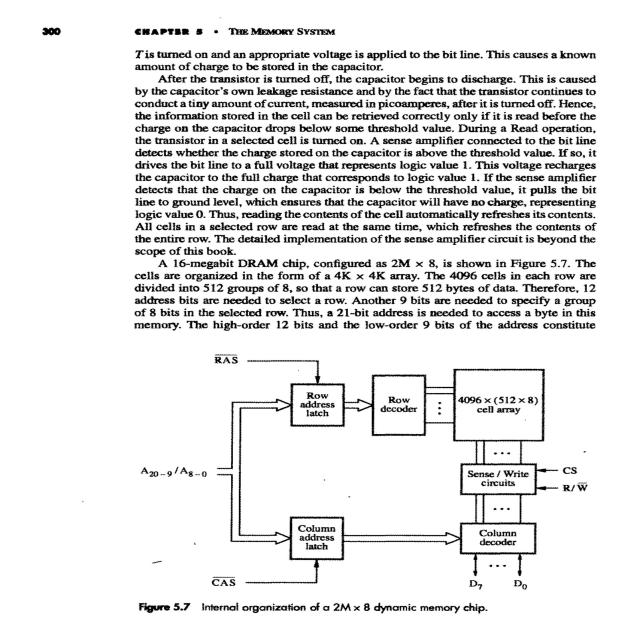 300 CHAPTER 5 • THE MEMORY SYSTEM
T is turned on and an appropriate voltage is applied to the bit line. This causes a known
amount of charge to be stored in the capacitor.
After the transistor is turned off, the capacitor begins to discharge. This is caused
by the capacitor's own leakage resistance and by the fact that the transistor continues to
conduct a tiny amount of current, measured in picoamperes, after it is turned off. Hence,
the information stored in the cell can be retrieved correctly only if it is read before the
charge on the capacitor drops below some threshold value. During a Read operation,
the transistor in a selected cell is turned on. A sense amplifier connected to the bit line
detects whether the charge stored on the capacitor is above the threshold value. If so, it
drives the bit line to a full voltage that represents logic value 1. This voltage recharges
the capacitor to the full charge that corresponds to logic value 1. If the sense amplifier
detects that the charge on the capacitor is below the threshold value, it pulls the bit
line to ground level, which ensures that the capacitor will have no charge, representing
logic value 0. Thus, reading the contents of the cell automatically refreshes its contents.
All cells in a selected row are read at the same time, which refreshes the contents of
the entire row. The detailed implementation of the sense amplifier circuit is beyond the
scope of this book.
A 16-megabit DRAM chip, configured as 2M × 8, is shown in Figure 5.7. The
cells are organized in the form of a 4K × 4K array. The 4096 cells in each row are
divided into 512 groups of 8, so that a row can store 512 bytes of data. Therefore, 12
address bits are needed to select a row. Another 9 bits are needed to specify a group
of 8 bits in the selected row. Thus, a 21-bit address is needed to access a byte in this
memory. The high-order 12 bits and the low-order 9 bits of the address constitute
R̅A̅S̅
Row
address
latch
Row
decoder
4096 × (512 × 8)
cell array
A₂₀₋₉ / A₈₋₀
Sense / Write
circuits
CS
R/W̅
Column
address
latch
Column
decoder
C̅A̅S̅
D₇ D₀
Figure 5.7 Internal organization of a 2M × 8 dynamic memory chip.